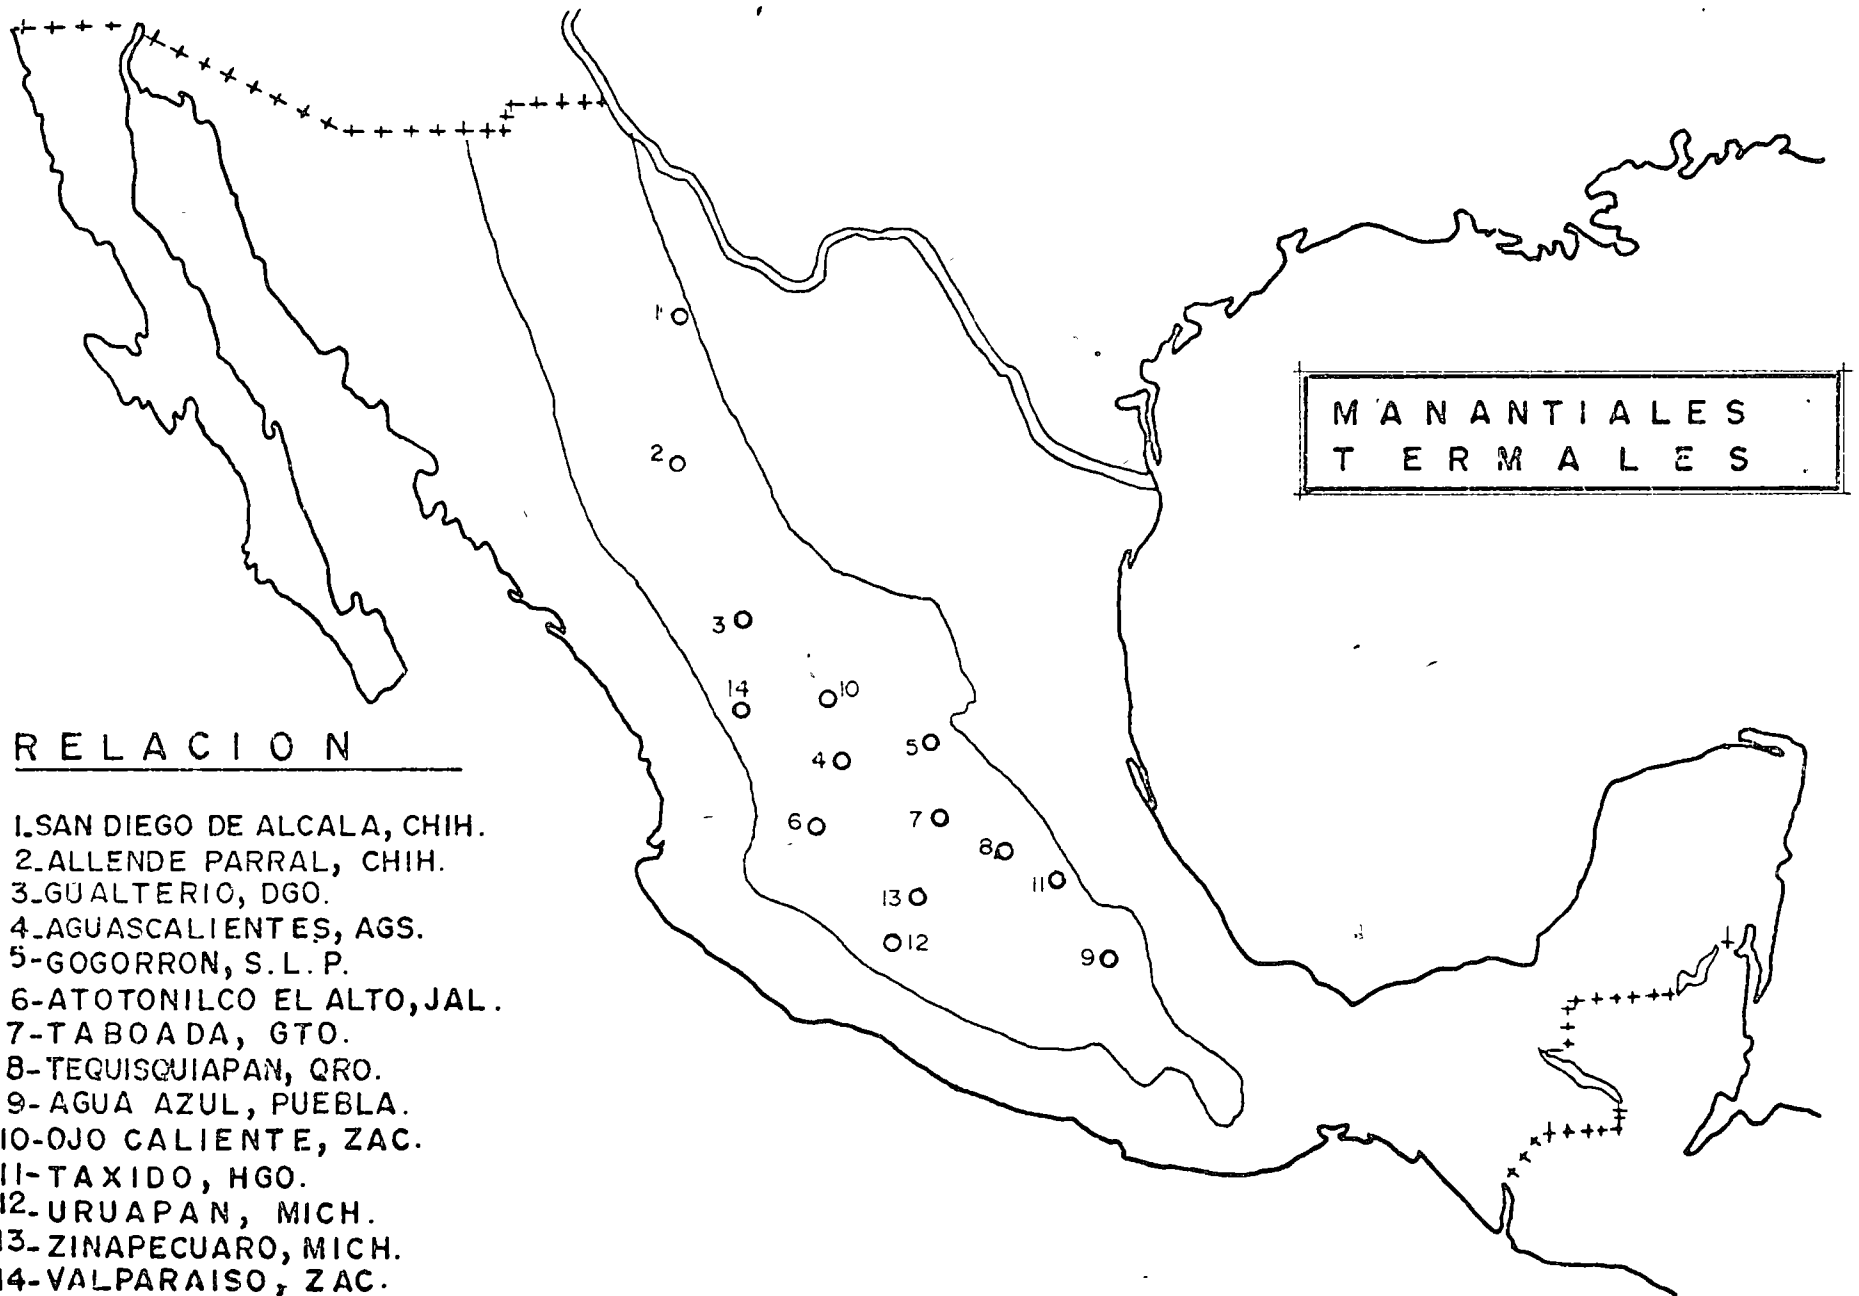 MANANTIALES
TERMALES
1
2
3
14
10
5
4
6
7
8
11
13
12
9
RELACION
1.SAN DIEGO DE ALCALA, CHIH.
2-ALLENDE PARRAL, CHIH.
3-GUALTERIO, DGO.
4-AGUASCALIENTES, AGS.
5-GOGORRON, S.L.P.
6-ATOTONILCO EL ALTO, JAL.
7-TABOADA, GTO.
8-TEQUISQUIAPAN, QRO.
9-AGUA AZUL, PUEBLA.
10-OJO CALIENTE, ZAC.
11-TAXIDO, HGO.
12-URUAPAN, MICH.
13-ZINAPECUARO, MICH.
14-VALPARAISO, ZAC.